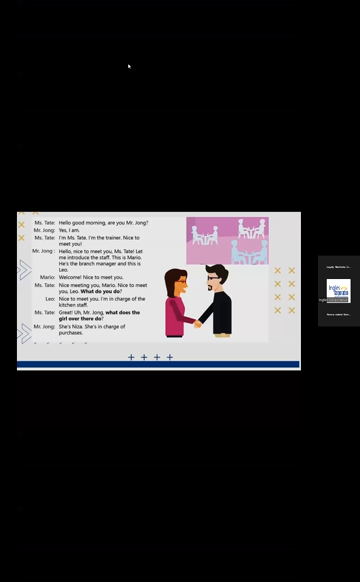 Ms. Tate: Hello good morning, are you Mr. Jong?
Mr. Jong: Yes, I am.
Ms. Tate: I'm Ms. Tate. I'm the trainer. Nice to
meet you!
Mr. Jong : Hello, nice to meet you, Ms. Tate! Let
me introduce the staff. This is Mario.
He's the branch manager and this is
Leo.
Mario: Welcome! Nice to meet you.
Ms. Tate: Nice meeting you, Mario. Nice to meet
you, Leo. What do you do?
Leo: Nice to meet you. I'm in charge of the
kitchen staff.
Ms. Tate: Great! Uh, Mr. Jong, what does the
girl over there do?
Mr. Jong: She's Niza. She's in charge of
purchases.